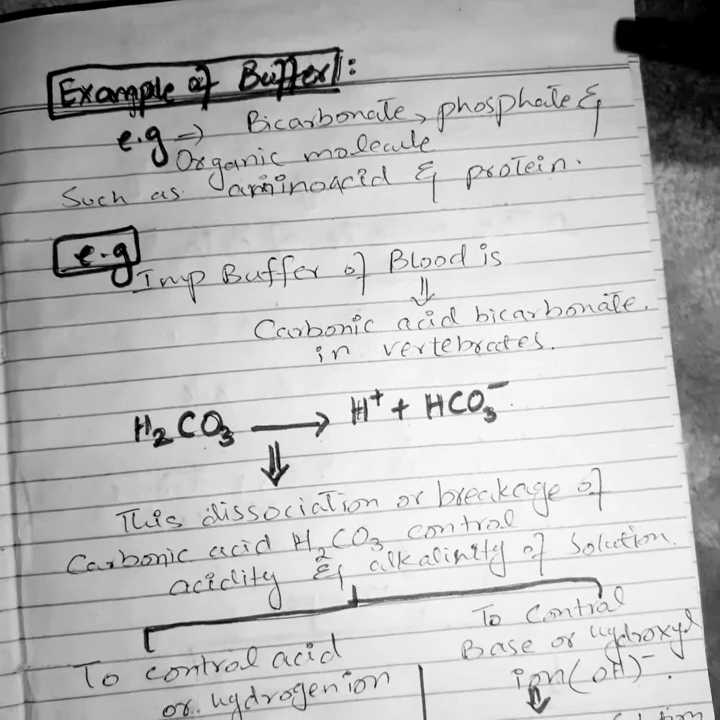 Example of Buffer:
e.g → Bicarbonate, phosphate &
Organic molecule
Such as aminoacid & protein.
e.g Imp Buffer of Blood is
⇓
Carbonic acid bicarbonate.
in vertebrates.
H₂CO₃ ⟶ H⁺ + HCO₃⁻
⇓
This dissociation or breakage of
Carbonic acid H₂CO₃ control
acidity & alkalinity of Solution.
To control acid
or hydrogen ion
To control
Base or hydroxyl
ion (OH)⁻.
↓